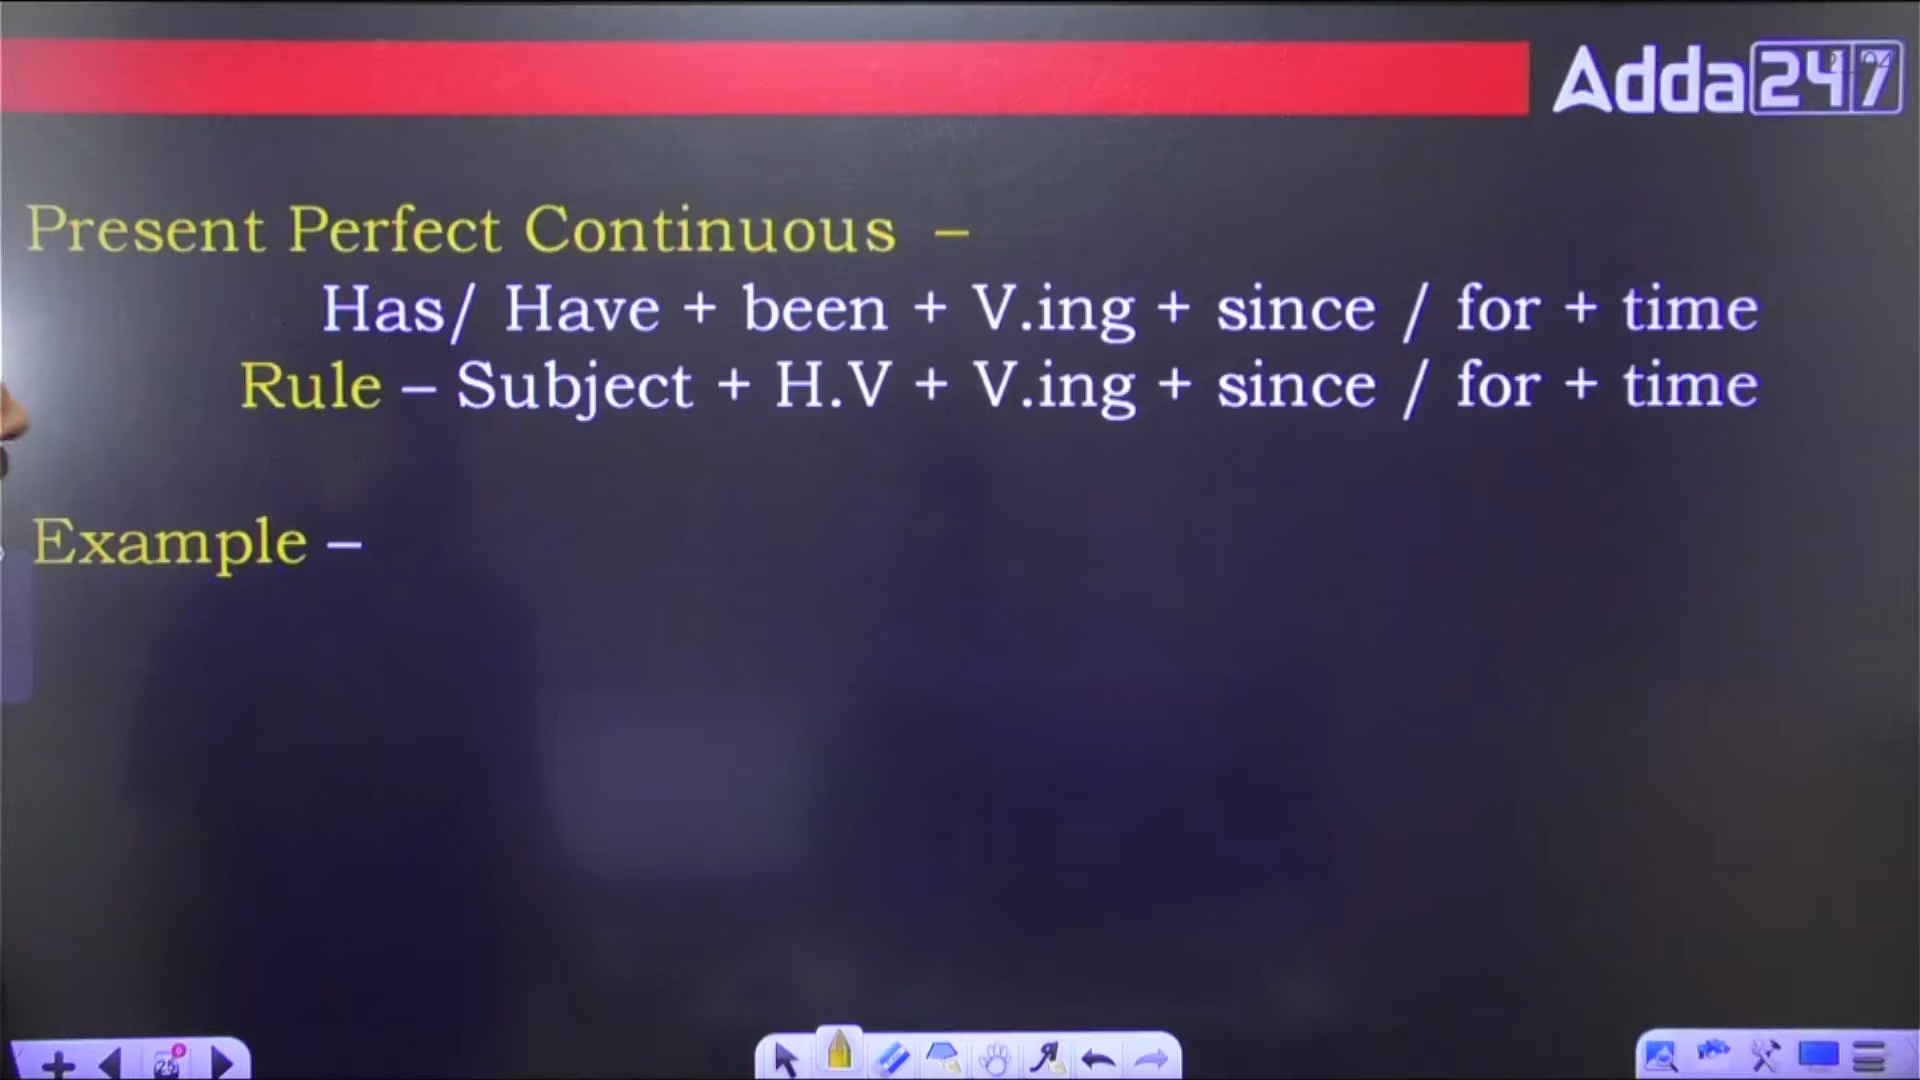 Adda247
Present Perfect Continuous –
Has/ Have + been + V.ing + since / for + time
Rule – Subject + H.V + V.ing + since / for + time
Example –